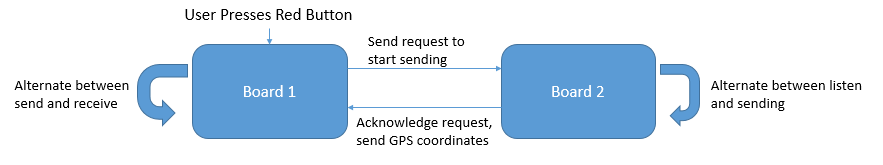 User Presses Red Button
Send request to
start sending
Alternate between
send and receive
Board 1
Board 2
Alternate between listen
and sending
Acknowledge request,
send GPS coordinates